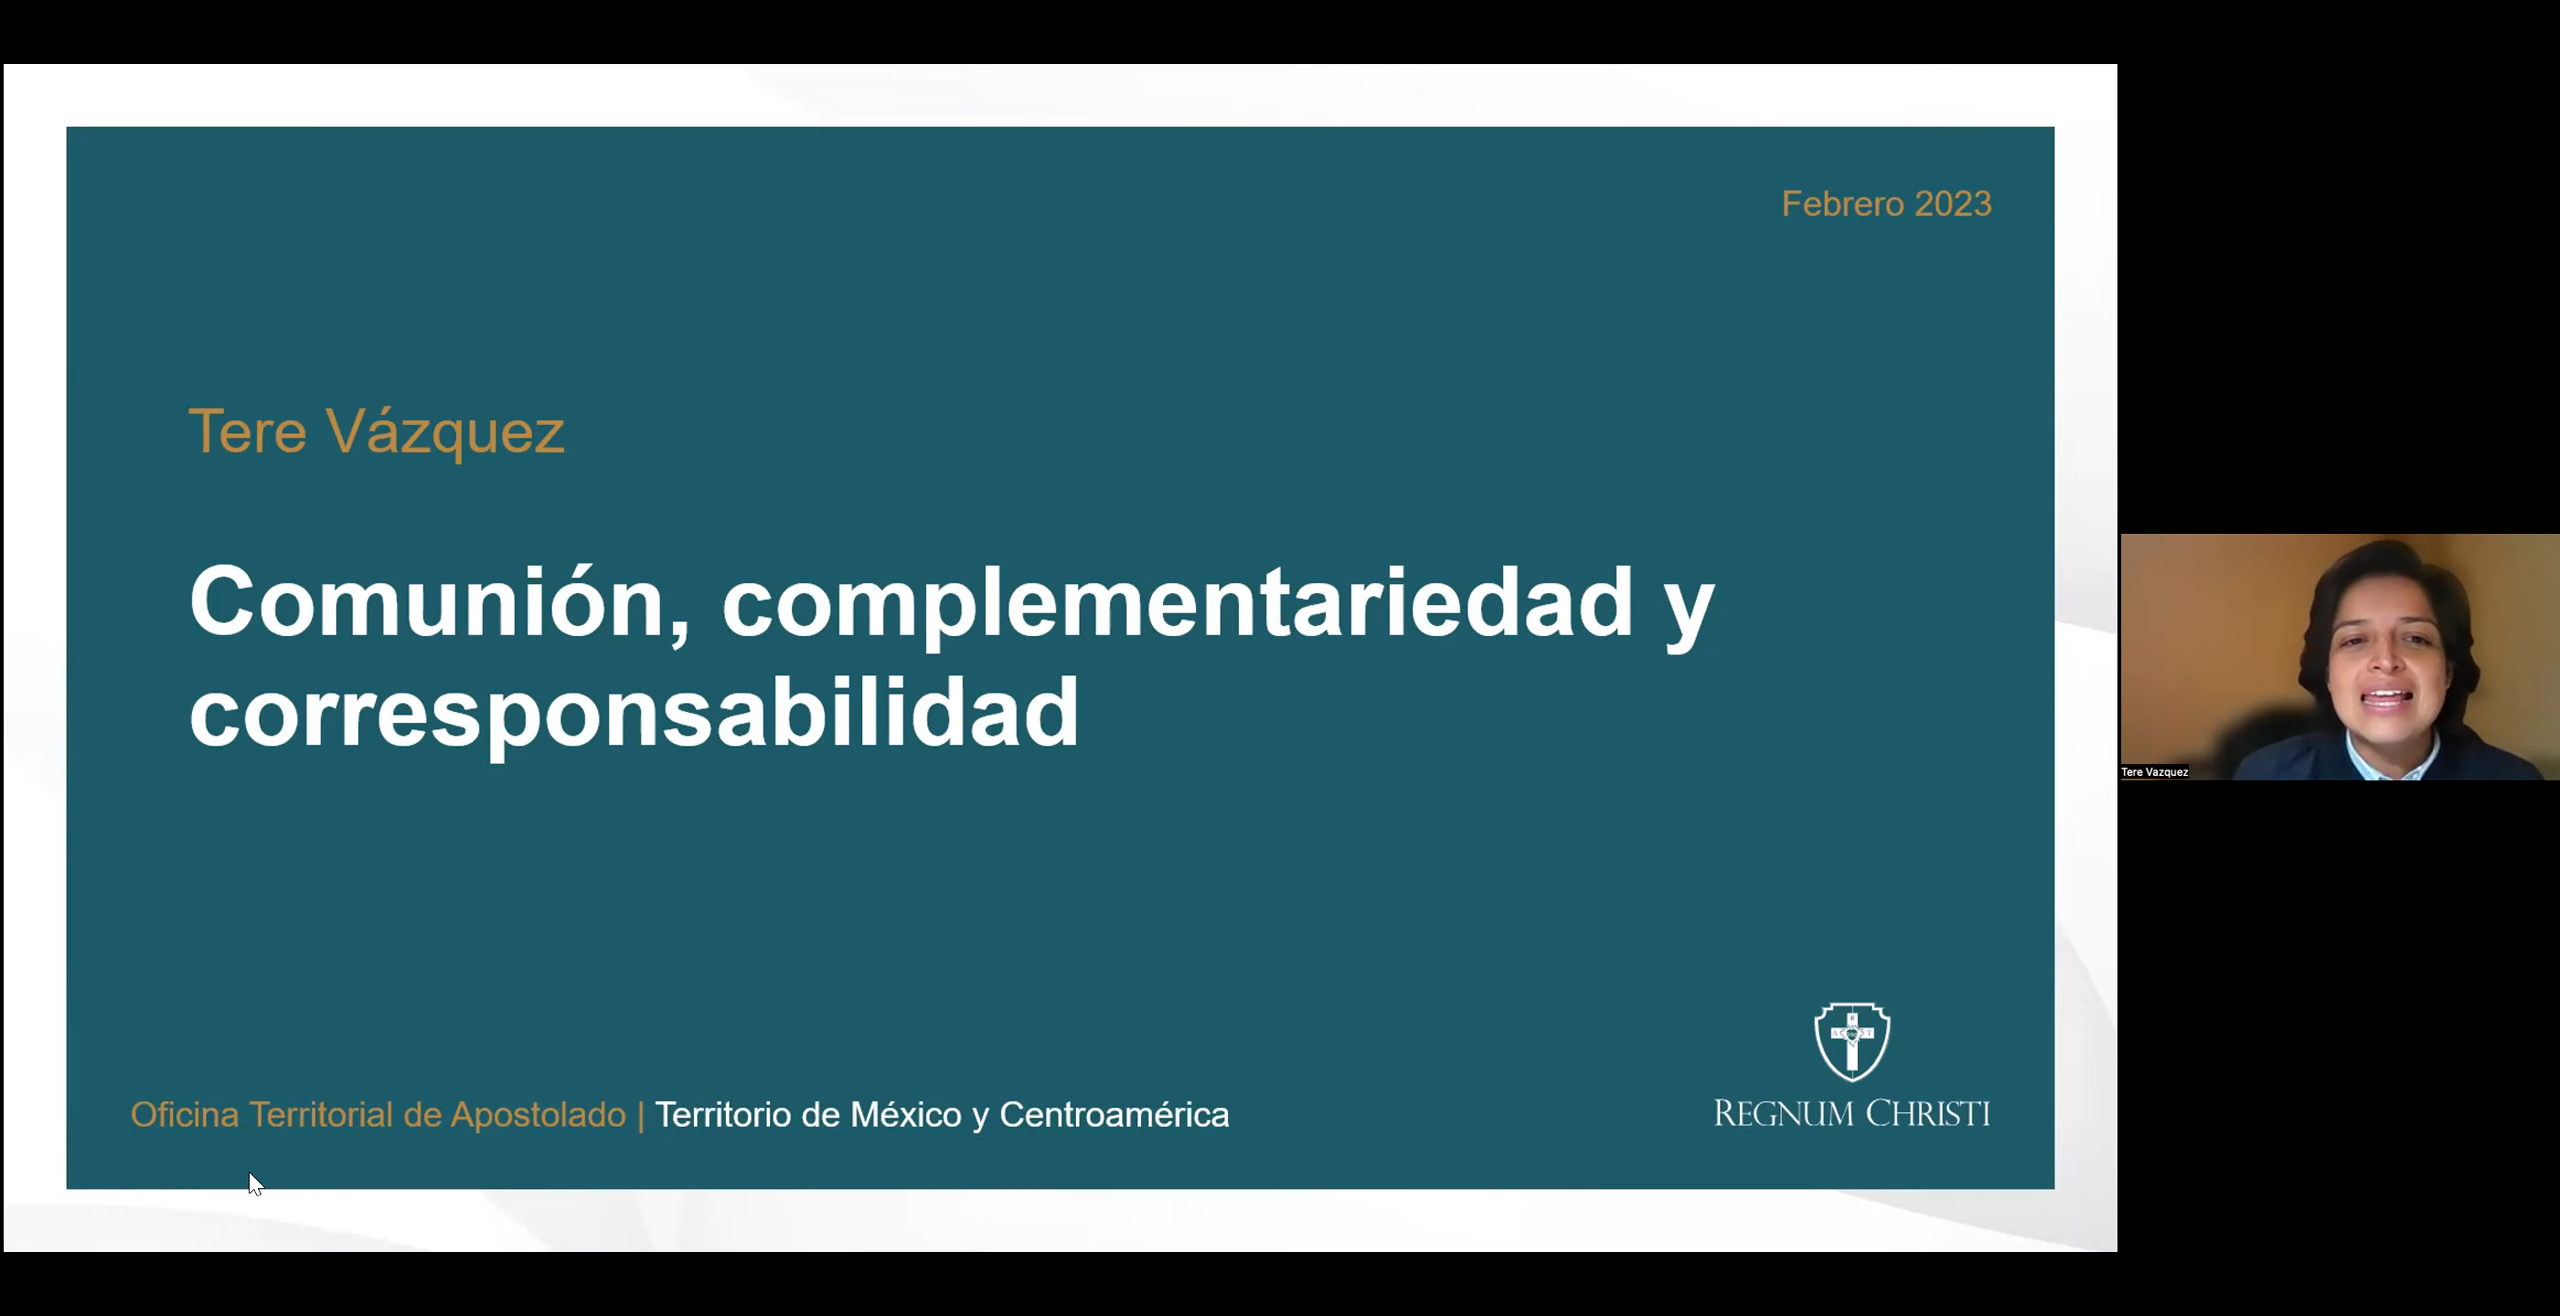 Febrero 2023
Tere Vázquez
Comunión, complementariedad y
corresponsabilidad
Oficina Territorial de Apostolado | Territorio de México y Centroamérica
REGNUM CHRISTI
Tere Vazquez